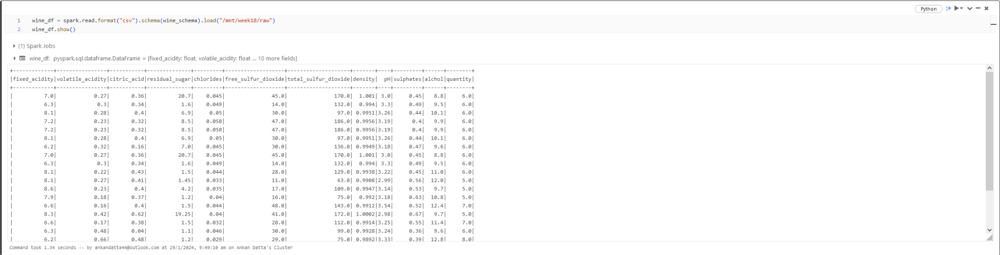 Python
1 wine_df = spark.read.format("csv").schema(wine_schema).load("/mnt/week18/raw")
2 wine_df.show()
(1) Spark Jobs
wine_df: pyspark.sql.dataframe.DataFrame = [fixed_acidity: float, volatile_acidity: float ... 10 more fields]
+-------------+----------------+-----------+--------------+---------+-------------------+--------------------+-------+----+---------+------+--------+
|fixed_acidity|volatile_acidity|citric_acid|residual_sugar|chlorides|free_sulfur_dioxide|total_sulfur_dioxide|density|  pH|sulphates|alchol|quantity|
+-------------+----------------+-----------+--------------+---------+-------------------+--------------------+-------+----+---------+------+--------+
| 7.0| 0.27| 0.36| 20.7| 0.045| 45.0| 170.0| 1.001| 3.0| 0.45| 8.8| 6.0|
| 6.3| 0.3| 0.34| 1.6| 0.049| 14.0| 132.0| 0.994| 3.3| 0.49| 9.5| 6.0|
| 8.1| 0.28| 0.4| 6.9| 0.05| 30.0| 97.0| 0.9951|3.26| 0.44| 10.1| 6.0|
| 7.2| 0.23| 0.32| 8.5| 0.058| 47.0| 186.0| 0.9956|3.19| 0.4| 9.9| 6.0|
| 7.2| 0.23| 0.32| 8.5| 0.058| 47.0| 186.0| 0.9956|3.19| 0.4| 9.9| 6.0|
| 8.1| 0.28| 0.4| 6.9| 0.05| 30.0| 97.0| 0.9951|3.26| 0.44| 10.1| 6.0|
| 6.2| 0.32| 0.16| 7.0| 0.045| 30.0| 136.0| 0.9949|3.18| 0.47| 9.6| 6.0|
| 7.0| 0.27| 0.36| 20.7| 0.045| 45.0| 170.0| 1.001| 3.0| 0.45| 8.8| 6.0|
| 6.3| 0.3| 0.34| 1.6| 0.049| 14.0| 132.0| 0.994| 3.3| 0.49| 9.5| 6.0|
| 8.1| 0.22| 0.43| 1.5| 0.044| 28.0| 129.0| 0.9938|3.22| 0.45| 11.0| 6.0|
| 8.1| 0.27| 0.41| 1.45| 0.033| 11.0| 63.0| 0.9908|2.99| 0.56| 12.0| 5.0|
| 8.6| 0.23| 0.4| 4.2| 0.035| 17.0| 109.0| 0.9947|3.14| 0.53| 9.7| 5.0|
| 7.9| 0.18| 0.37| 1.2| 0.04| 16.0| 75.0| 0.992|3.18| 0.63| 10.8| 5.0|
| 6.6| 0.16| 0.4| 1.5| 0.044| 48.0| 143.0| 0.9912|3.54| 0.52| 12.4| 7.0|
| 8.3| 0.42| 0.62| 19.25| 0.04| 41.0| 172.0| 1.0002|2.98| 0.67| 9.7| 5.0|
| 6.6| 0.17| 0.38| 1.5| 0.032| 28.0| 112.0| 0.9914|3.25| 0.55| 11.4| 7.0|
| 6.3| 0.48| 0.04| 1.1| 0.046| 30.0| 99.0| 0.9928|3.24| 0.36| 9.6| 6.0|
| 6.2| 0.66| 0.48| 1.2| 0.029| 29.0| 75.0| 0.9892|3.33| 0.39| 12.8| 8.0|
Command took 1.34 seconds -- by ankandatta44@outlook.com at 29/1/2024, 9:49:10 am on Ankan Datta's Cluster